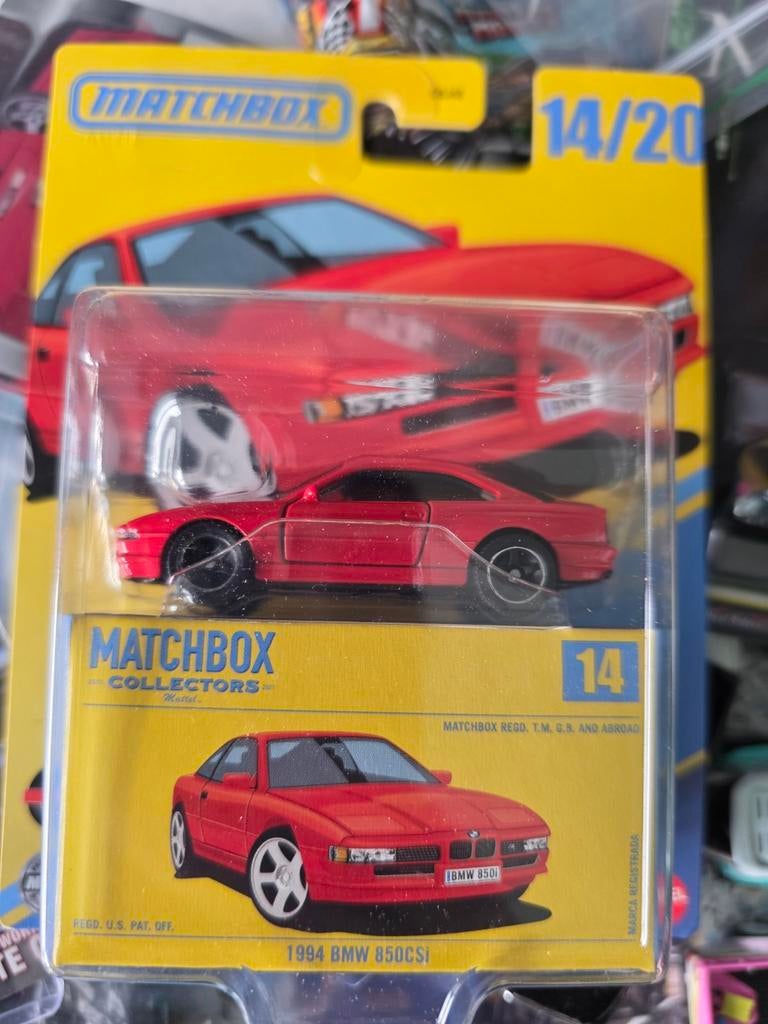 MATCHBOX
14/20
MATCHBOX
COLLECTORS
Mattel
14
MATCHBOX REGD. T.M. G.B. AND ABROAD
BMW 850i
MARCA REGISTRADA
REGD. U.S. PAT. OFF.
1994 BMW 850CSi